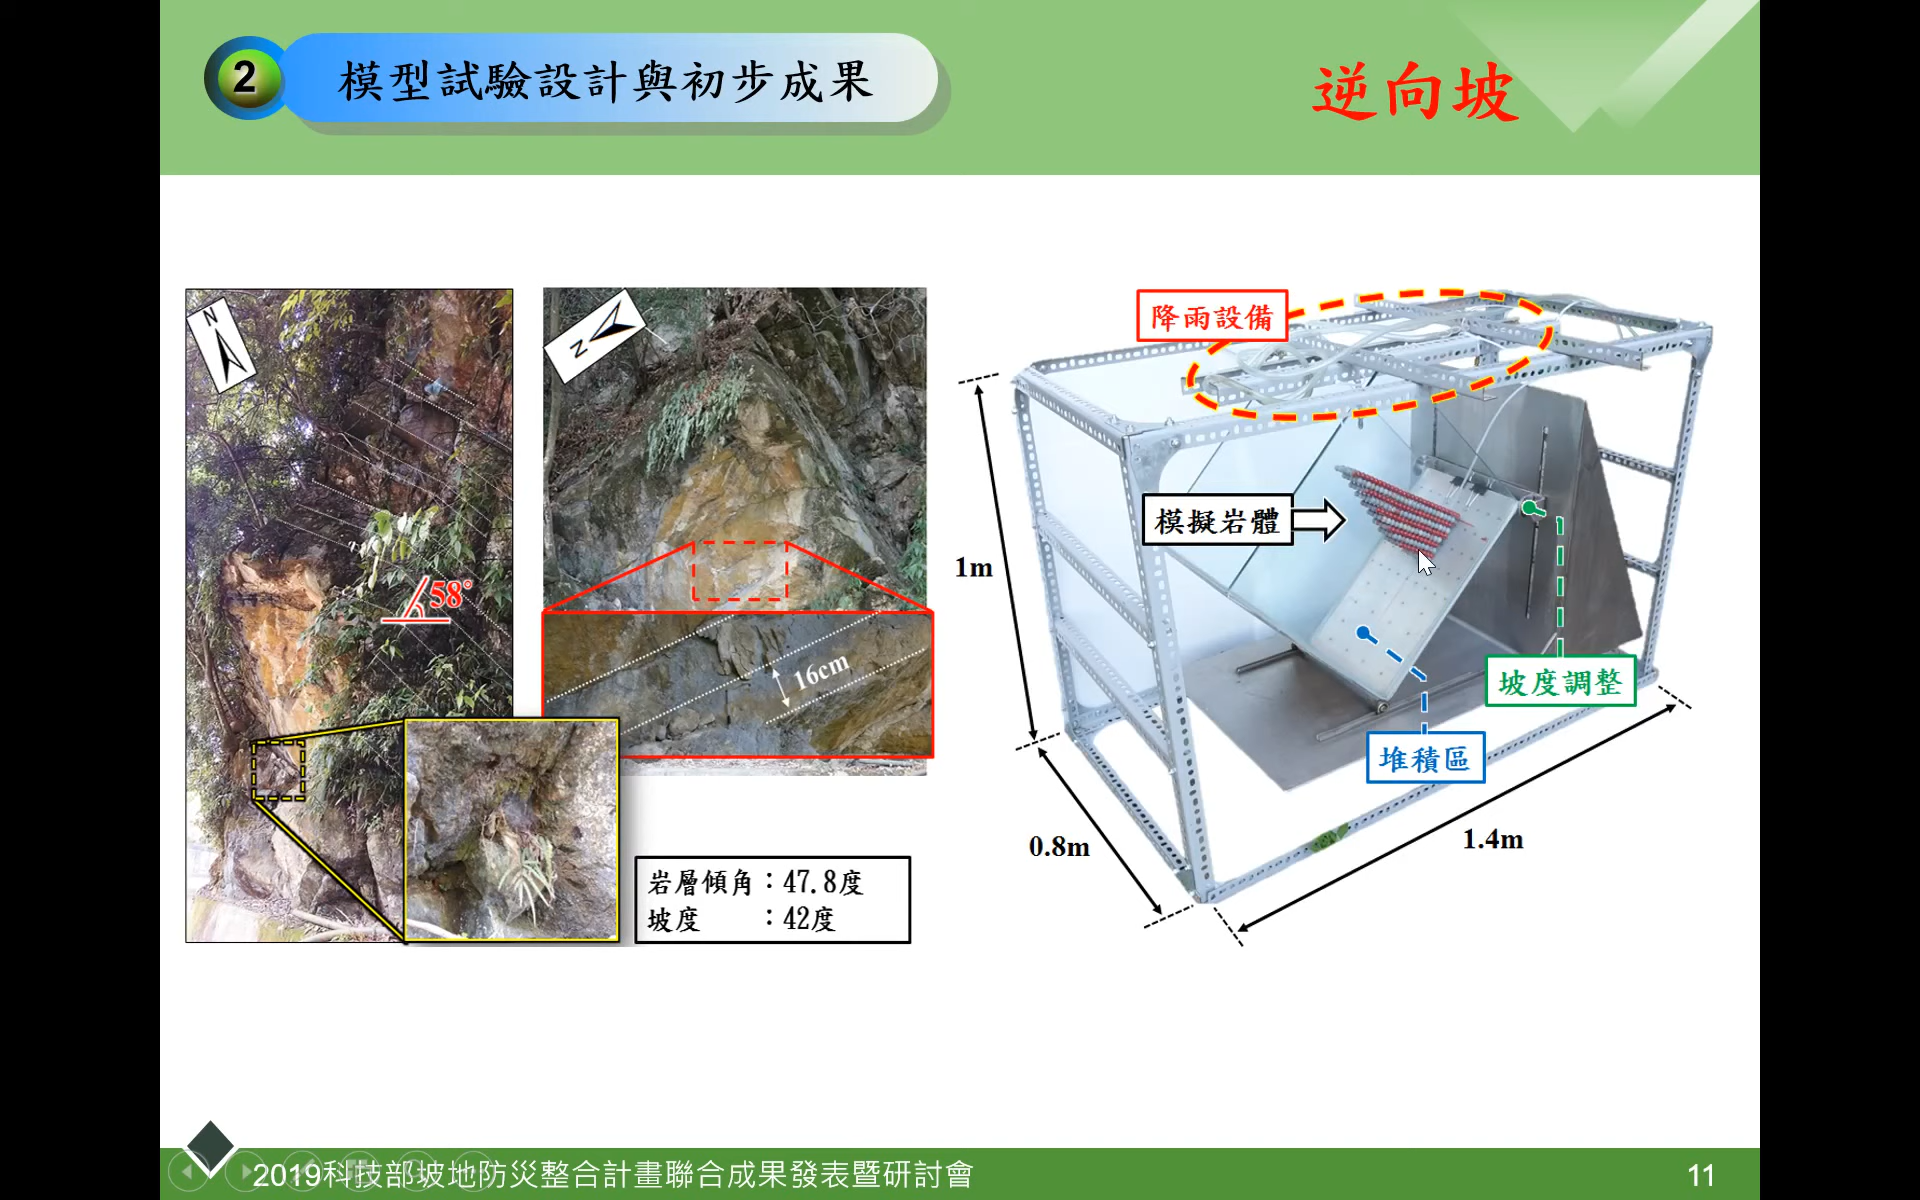 2
模型試驗設計與初步成果
逆向坡
N
58°
N
16cm
岩層傾角：47.8度
坡度　　：42度
降雨設備
模擬岩體
坡度調整
堆積區
1m
0.8m
1.4m
2019科技部坡地防災整合計畫聯合成果發表暨研討會
11